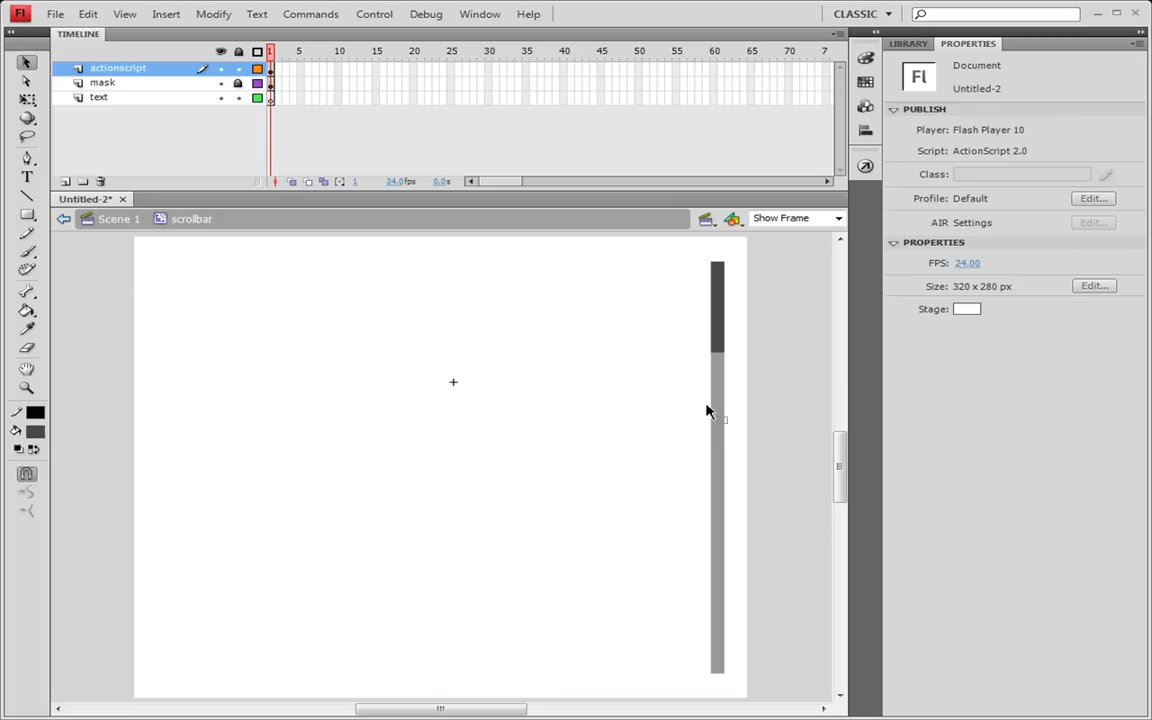 Fl File Edit View Insert Modify Text Commands Control Debug Window Help CLASSIC
TIMELINE
LIBRARY PROPERTIES
1 5 10 15 20 25 30 35 40 45 50 55 60 65 70 7
actionscript
mask
text
Fl Document
Untitled-2
PUBLISH
Player: Flash Player 10
Script: ActionScript 2.0
Class:
1 24.0fps 0.0s
Profile: Default Edit...
Untitled-2*
Scene 1 scrollbar Show Frame
AIR Settings Edit...
PROPERTIES
FPS: 24.00
Size: 320 x 280 px Edit...
Stage: